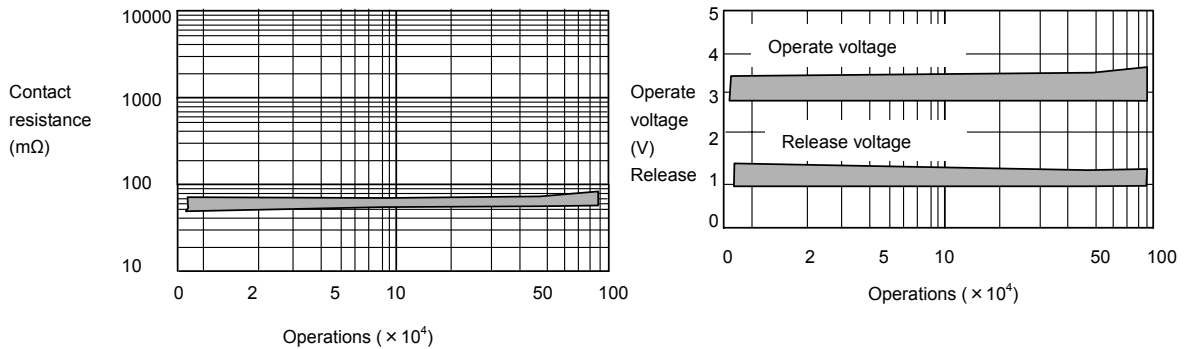 10000
1000
100
10
Contact
resistance
(mΩ)
0 2 5 10 50 100
Operations ( × 10⁴)
5
4
3
2
1
0
Operate
voltage
(V)
Release
Operate voltage
Release voltage
0 2 5 10 50 100
Operations ( × 10⁴)